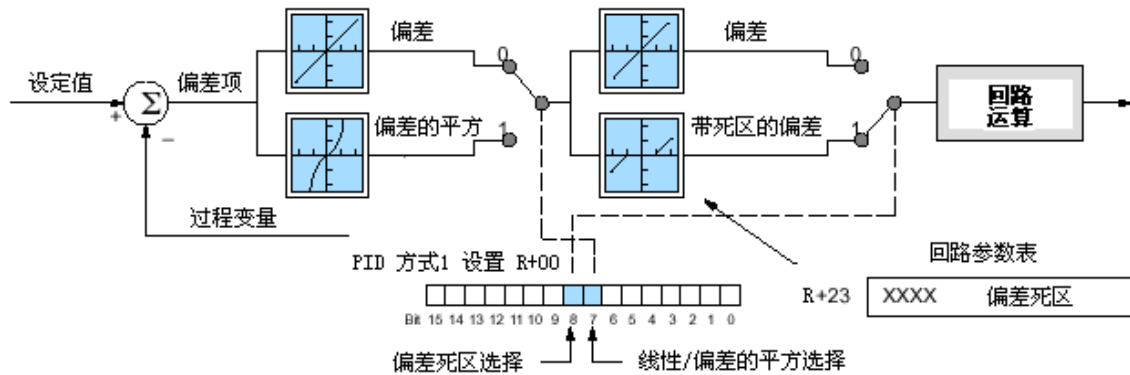 偏差
偏差
0
0
设定值
偏差项
Σ
+
−
回路
运算
偏差的平方
1
带死区的偏差
1
过程变量
PID 方式1 设置 R+00
回路参数表
R+23 XXXX 偏差死区
Bit 15 14 13 12 11 10 9 8 7 6 5 4 3 2 1 0
偏差死区选择
线性/偏差的平方选择